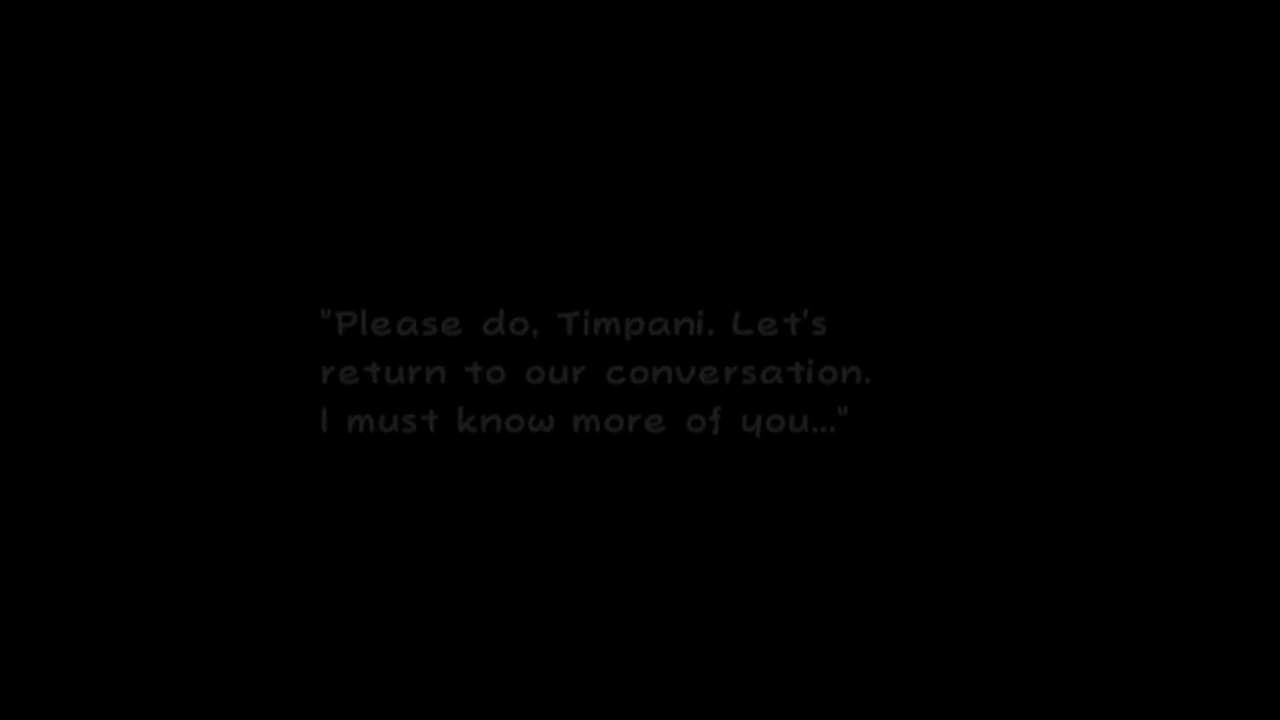 "Please do, Timpani. Let's
return to our conversation.
I must know more of you..."